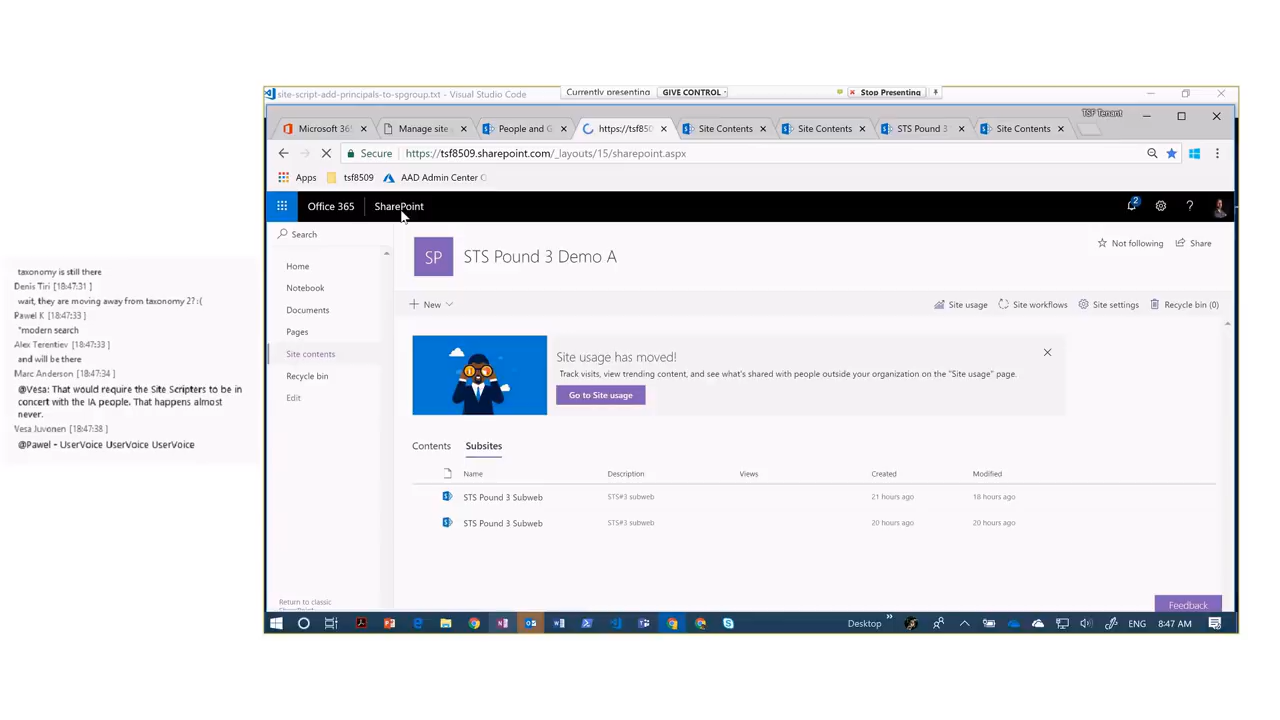 taxonomy is still there
Denis Tiri [18:47:31 ]
wait, they are moving away from taxonomy 2?:(
Pawel K [18:47:33 ]
*modern search
Alex Terentiev [18:47:33 ]
and will be there
Marc Anderson [18:47:34 ]
@Vesa: That would require the Site Scripters to be in
concert with the IA people. That happens almost
never.
Vesa Juvonen [18:47:38 ]
@Pawel - UserVoice UserVoice UserVoice
site-script-add-principals-to-spgroup.txt - Visual Studio Code
Currently presenting
GIVE CONTROL
Stop Presenting
TSF Tenant
Microsoft 365
Manage site
People and G
https://tsf850
Site Contents
Site Contents
STS Pound 3
Site Contents
Secure
https://tsf8509.sharepoint.com/_layouts/15/sharepoint.aspx
Apps
tsf8509
AAD Admin Center
Office 365
SharePoint
2
?
Search
Home
Notebook
Documents
Pages
Site contents
Recycle bin
Edit
Return to classic
SP
STS Pound 3 Demo A
Not following
Share
+ New
Site usage
Site workflows
Site settings
Recycle bin (0)
Site usage has moved!
Track visits, view trending content, and see what's shared with people outside your organization on the "Site usage" page.
Go to Site usage
Contents
Subsites
Name
Description
Views
Created
Modified
STS Pound 3 Subweb
STS#3 subweb
21 hours ago
18 hours ago
STS Pound 3 Subweb
STS#3 subweb
20 hours ago
20 hours ago
Feedback
Desktop
ENG
8:47 AM